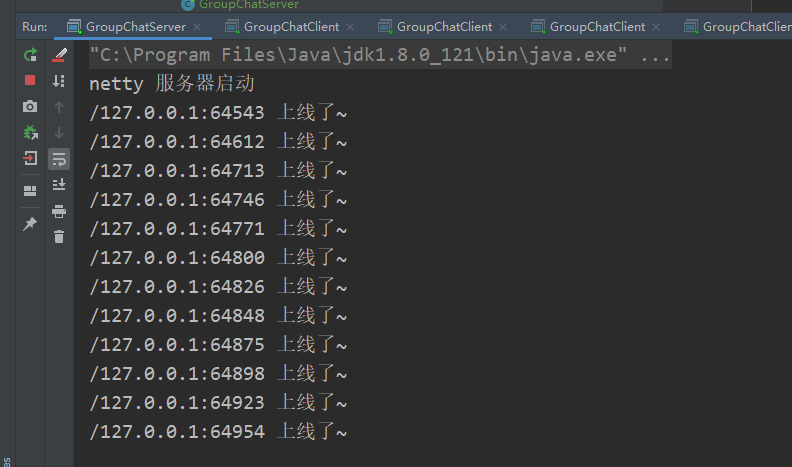 GroupChatServer
Run: GroupChatServer × GroupChatClient × GroupChatClient × GroupChatClient × GroupChatClien
"C:\Program Files\Java\jdk1.8.0_121\bin\java.exe" ...
netty 服务器启动
/127.0.0.1:64543 上线了~
/127.0.0.1:64612 上线了~
/127.0.0.1:64713 上线了~
/127.0.0.1:64746 上线了~
/127.0.0.1:64771 上线了~
/127.0.0.1:64800 上线了~
/127.0.0.1:64826 上线了~
/127.0.0.1:64848 上线了~
/127.0.0.1:64875 上线了~
/127.0.0.1:64898 上线了~
/127.0.0.1:64923 上线了~
/127.0.0.1:64954 上线了~